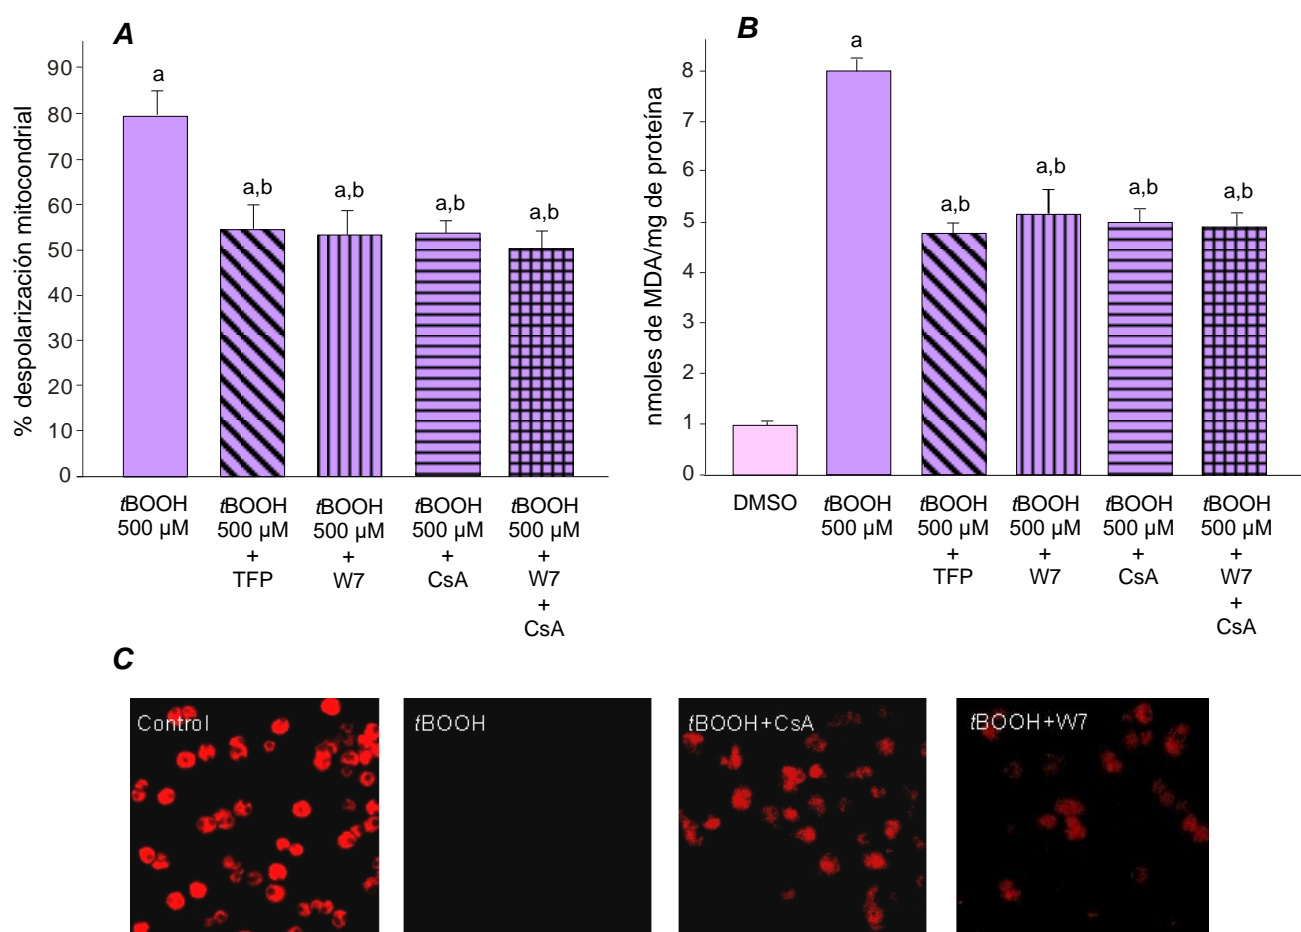 A
% despolarización mitocondrial
90
80
70
60
50
40
30
20
10
0
a
a,b
a,b
a,b
a,b
tBOOH
500 µM
tBOOH
500 µM
+
TFP
tBOOH
500 µM
+
W7
tBOOH
500 µM
+
CsA
tBOOH
500 µM
+
W7
+
CsA
B
nmoles de MDA/mg de proteína
8
7
6
5
4
3
2
1
0
a
a,b
a,b
a,b
a,b
DMSO
tBOOH
500 µM
tBOOH
500 µM
+
TFP
tBOOH
500 µM
+
W7
tBOOH
500 µM
+
CsA
tBOOH
500 µM
+
W7
+
CsA
C
Control
tBOOH
tBOOH+CsA
tBOOH+W7